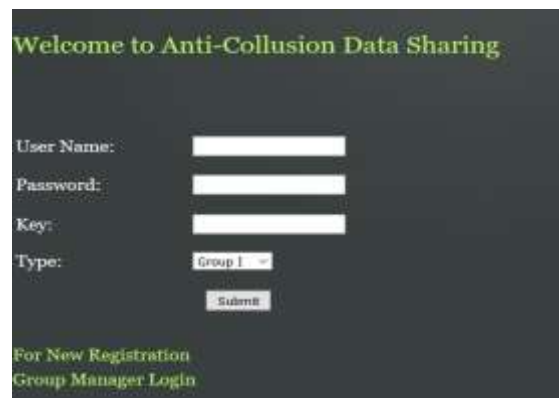 Welcome to Anti-Collusion Data Sharing
User Name:
Password:
Key:
Type: Group 1
Submit
For New Registration
Group Manager Login